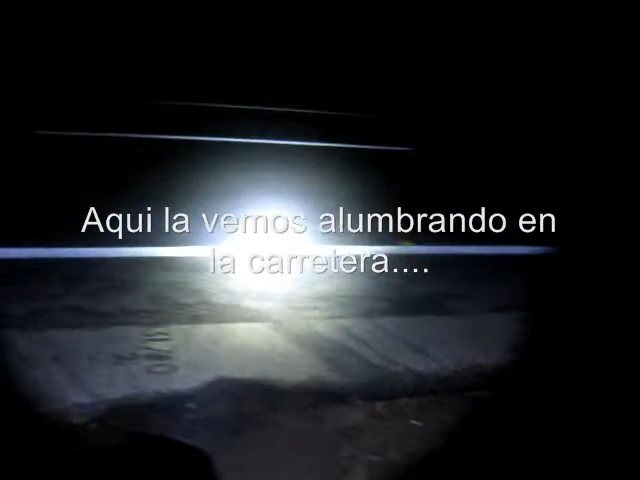 Aqui la vemos alumbrando en
la carretera....